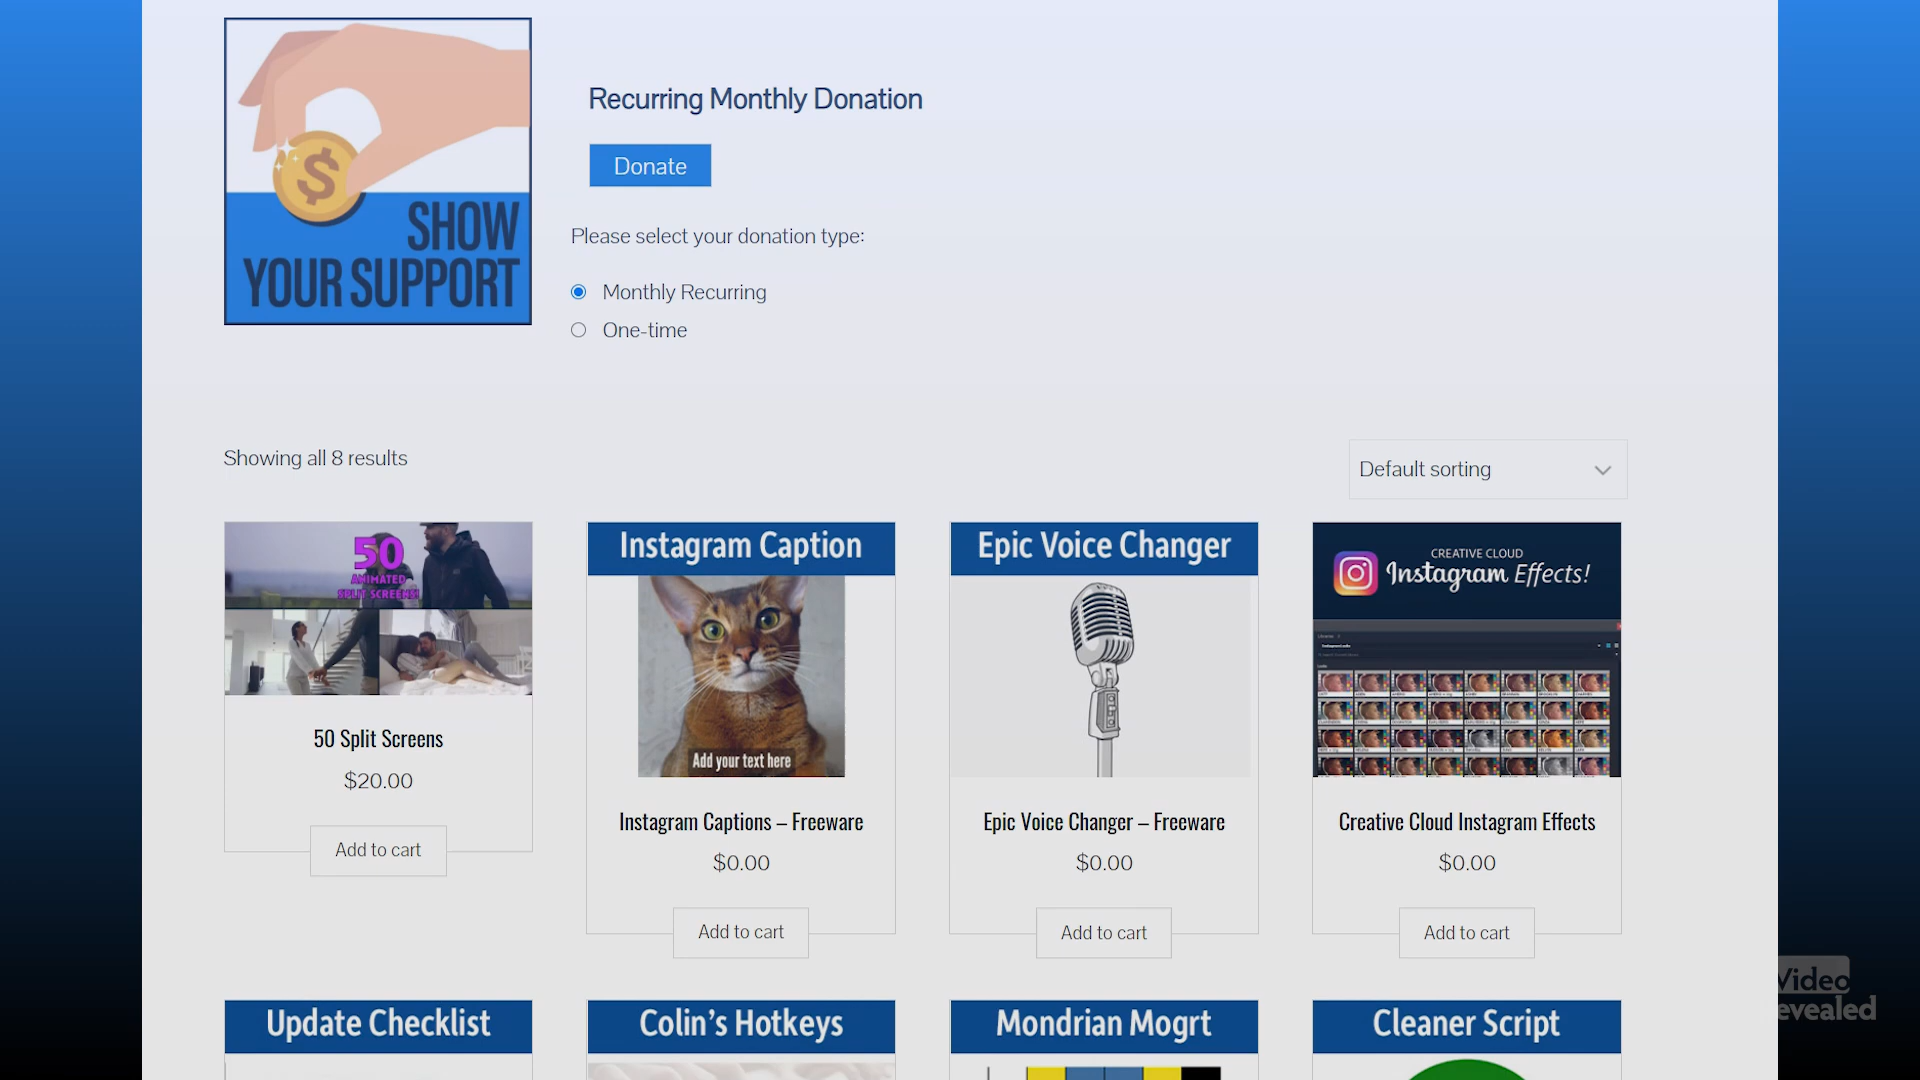 Recurring Monthly Donation
Donate
$
SHOW
YOUR SUPPORT
Please select your donation type:
Monthly Recurring
One-time
Showing all 8 results
Default sorting
50
ANIMATED
SPLIT SCREENS!
Instagram Caption
Add your text here
Epic Voice Changer
CREATIVE CLOUD
Instagram Effects!
50 Split Screens
$20.00
Add to cart
Instagram Captions – Freeware
$0.00
Add to cart
Epic Voice Changer – Freeware
$0.00
Add to cart
Creative Cloud Instagram Effects
$0.00
Add to cart
Update Checklist
Colin's Hotkeys
Mondrian Mogrt
Cleaner Script
Video
Revealed